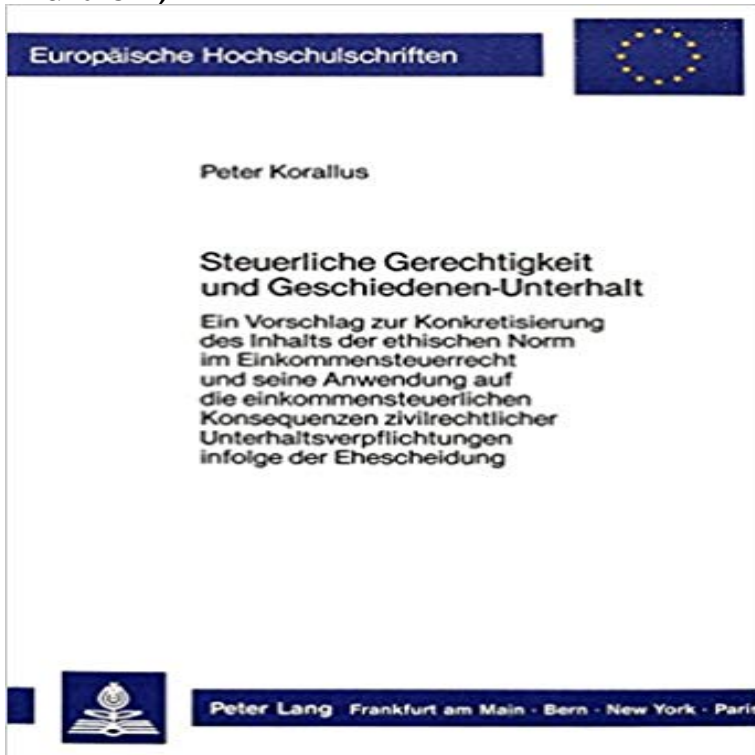 Europäische Hochschulschriften
Peter Korallus
Steuerliche Gerechtigkeit
und Geschiedenen-Unterhalt
Ein Vorschlag zur Konkretisierung
des Inhalts der ethischen Norm
im Einkommensteuerrecht
und seine Anwendung auf
die einkommensteuerlichen
Konsequenzen zivilrechtlicher
Unterhaltsverpflichtungen
infolge der Ehescheidung
Peter Lang Frankfurt am Main · Bern · New York · Paris